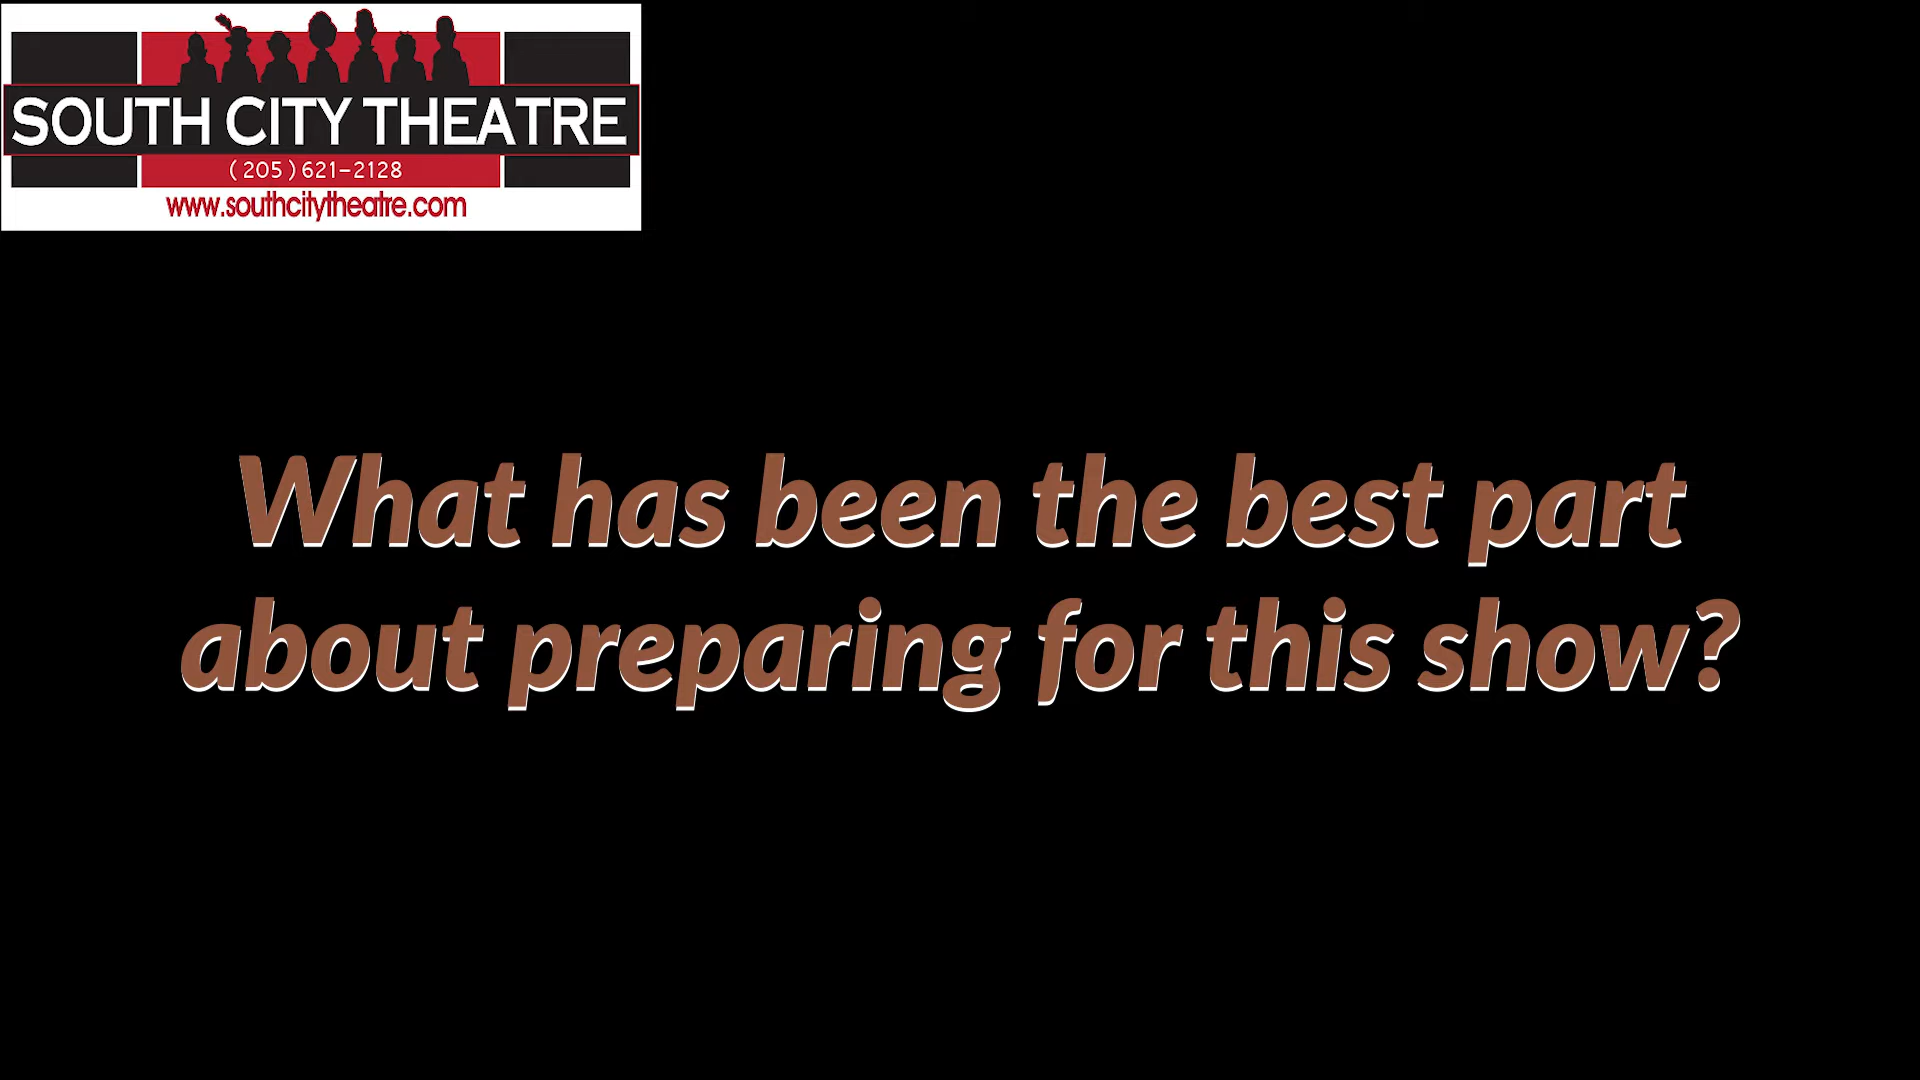 SOUTH CITY THEATRE
(205)621-2128
www.southcitytheatre.com
What has been the best part
about preparing for this show?